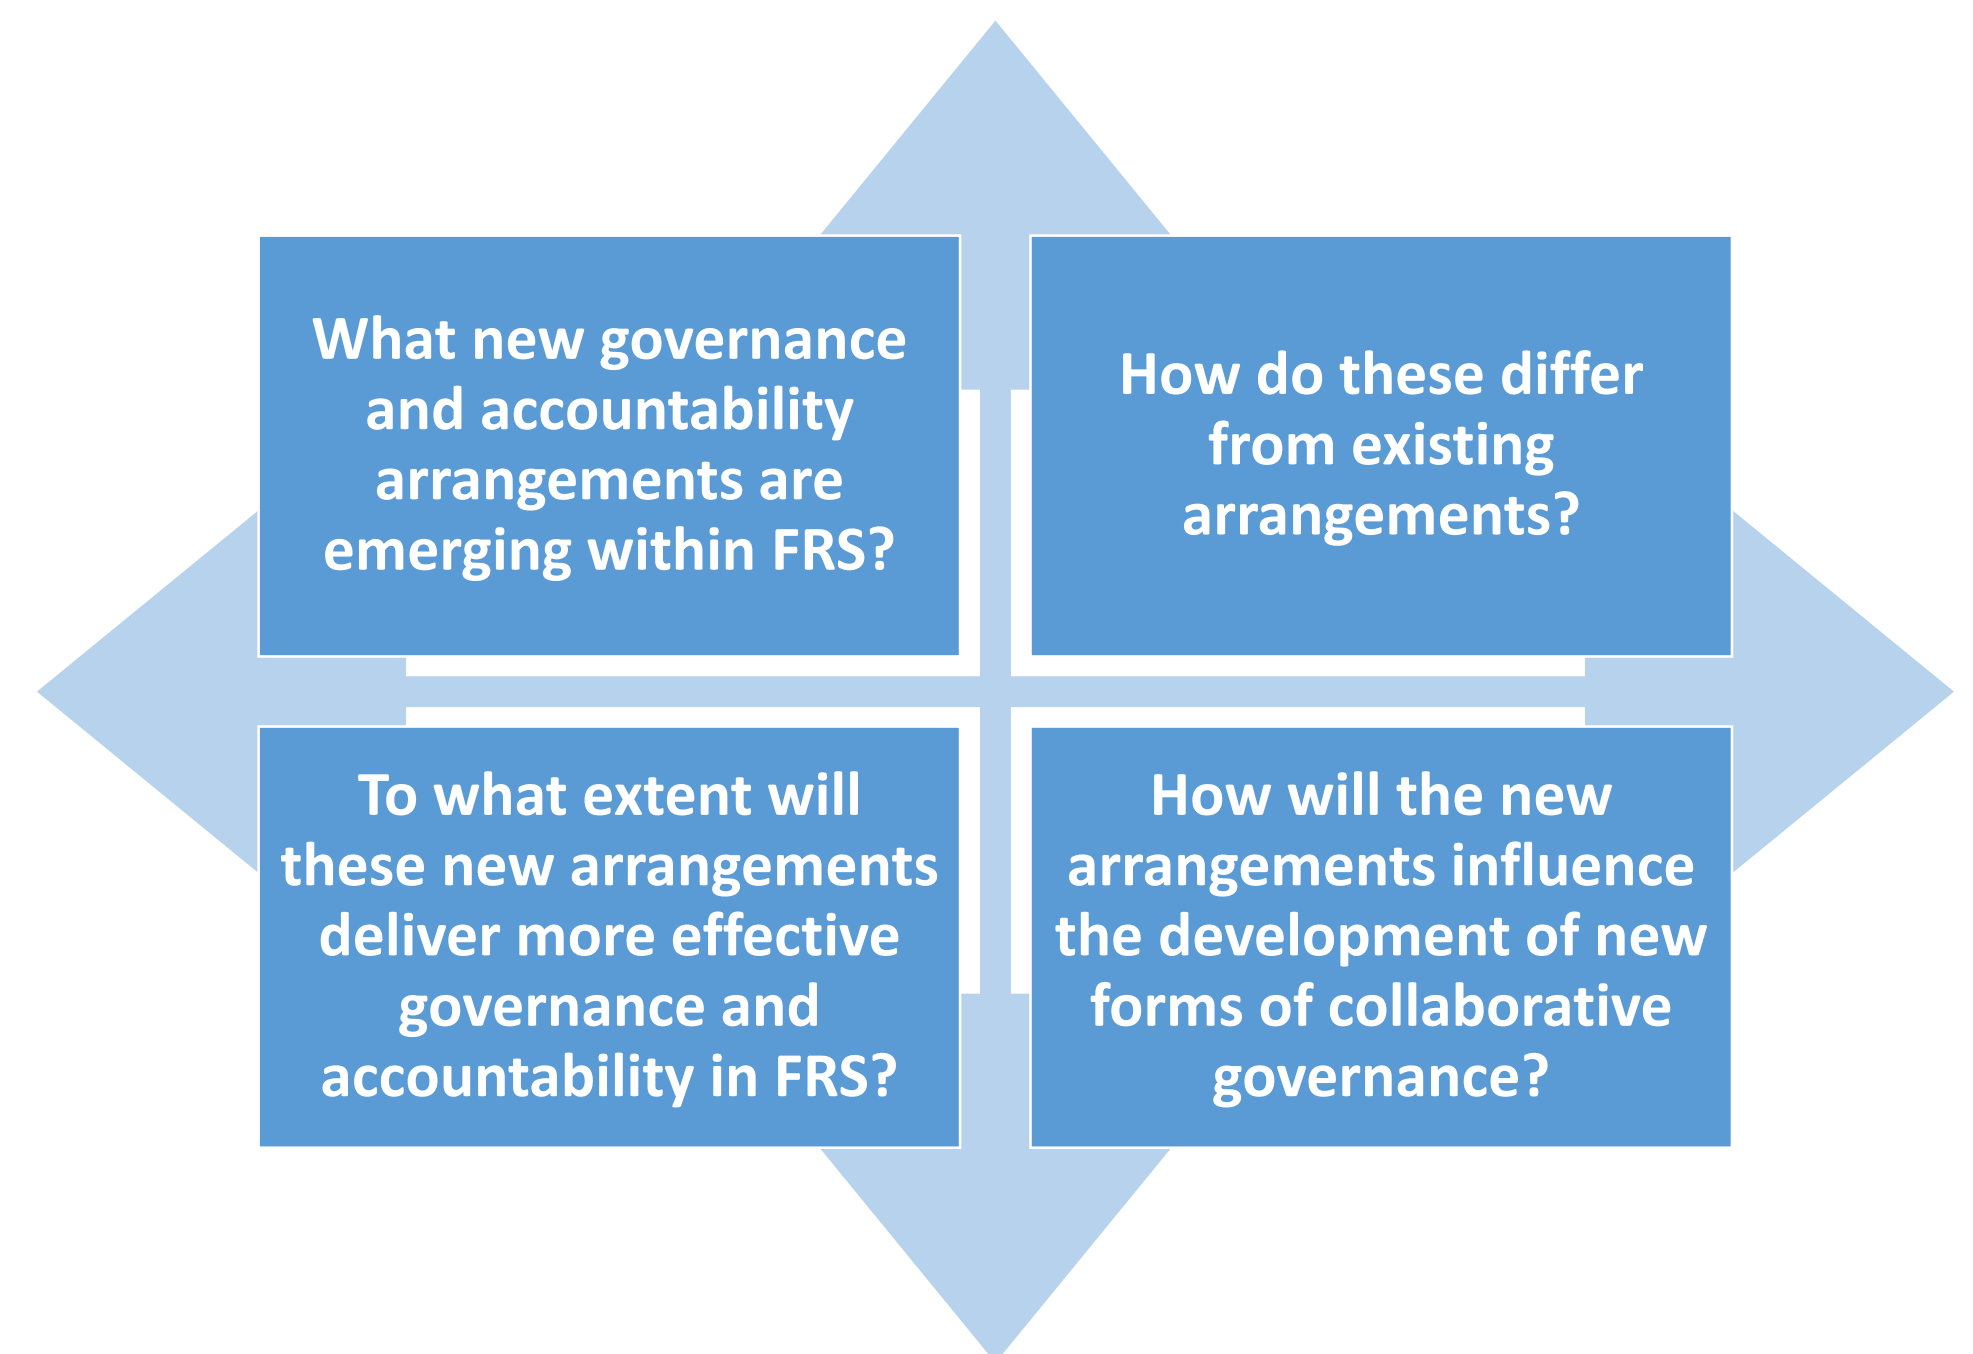 What new governance
and accountability
arrangements are
emerging within FRS?
How do these differ
from existing
arrangements?
To what extent will
these new arrangements
deliver more effective
governance and
accountability in FRS?
How will the new
arrangements influence
the development of new
forms of collaborative
governance?